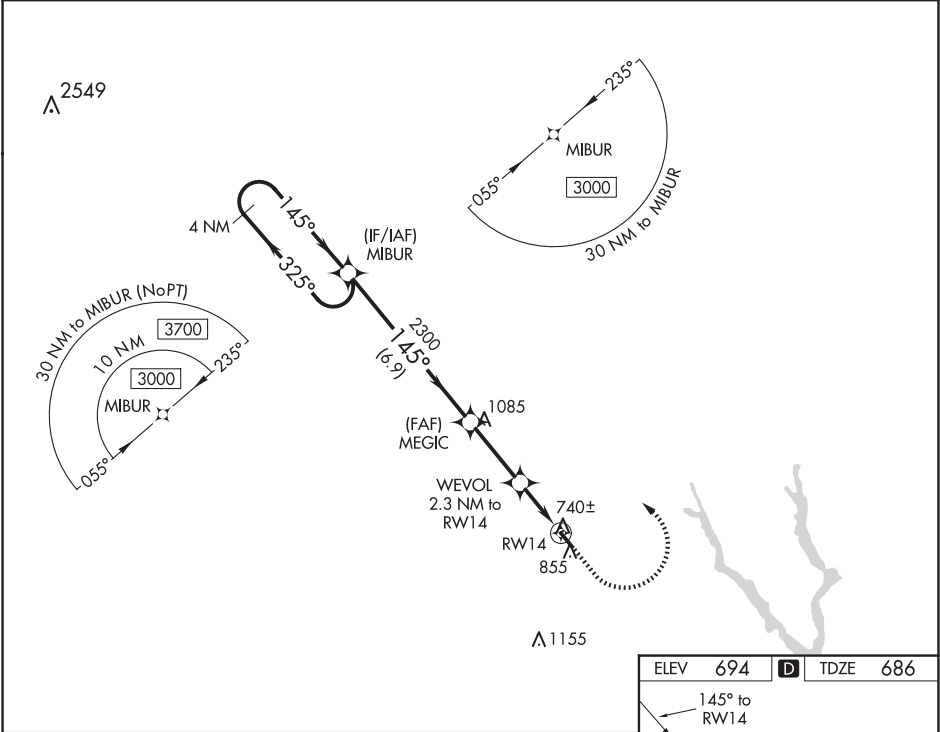 2549
235°
MIBUR
055°
3000
30 NM to MIBUR
145°
4 NM
325°
(IF/IAF)
MIBUR
30 NM to MIBUR (NoPT)
3700
10 NM
235°
3000
MIBUR
055°
2300
145°
(6.9)
1085
(FAF)
MEGIC
WEVOL
2.3 NM to
RW14
740±
RW14
855
1155
ELEV 694 D TDZE 686
145° to
RW14